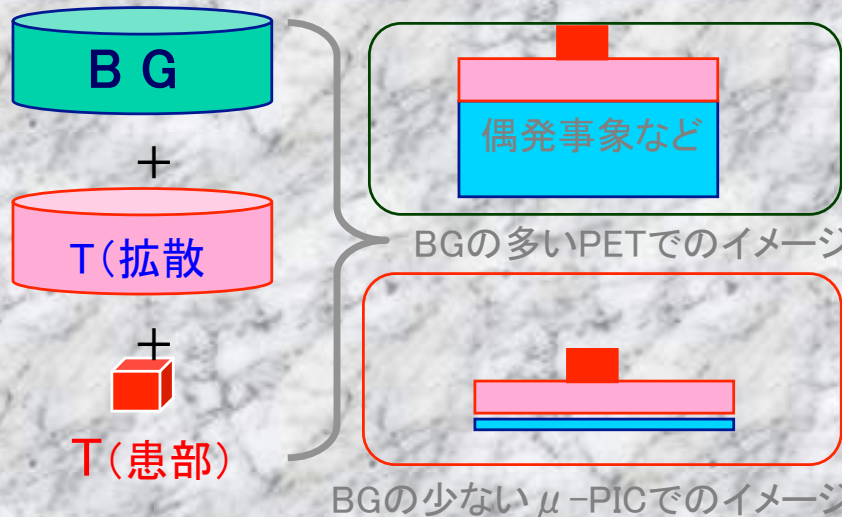 BG
+
T(拡散
+
T(患部)
偶発事象など
BGの多いPETでのイメージ
BGの少ないμ-PICでのイメージ